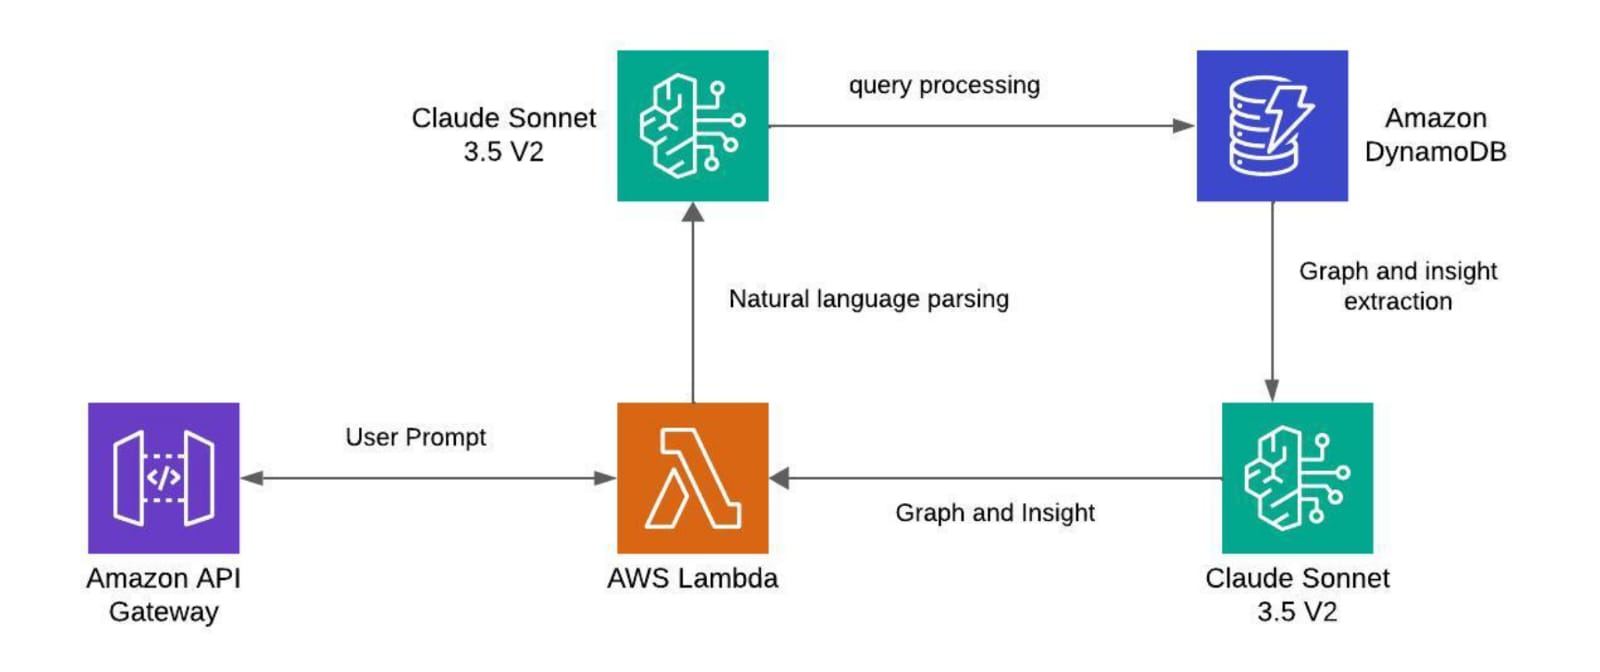 Claude Sonnet
3.5 V2
query processing
Amazon
DynamoDB
Natural language parsing
Graph and insight
extraction
User Prompt
Graph and Insight
Amazon API
Gateway
</>
AWS Lambda
Claude Sonnet
3.5 V2